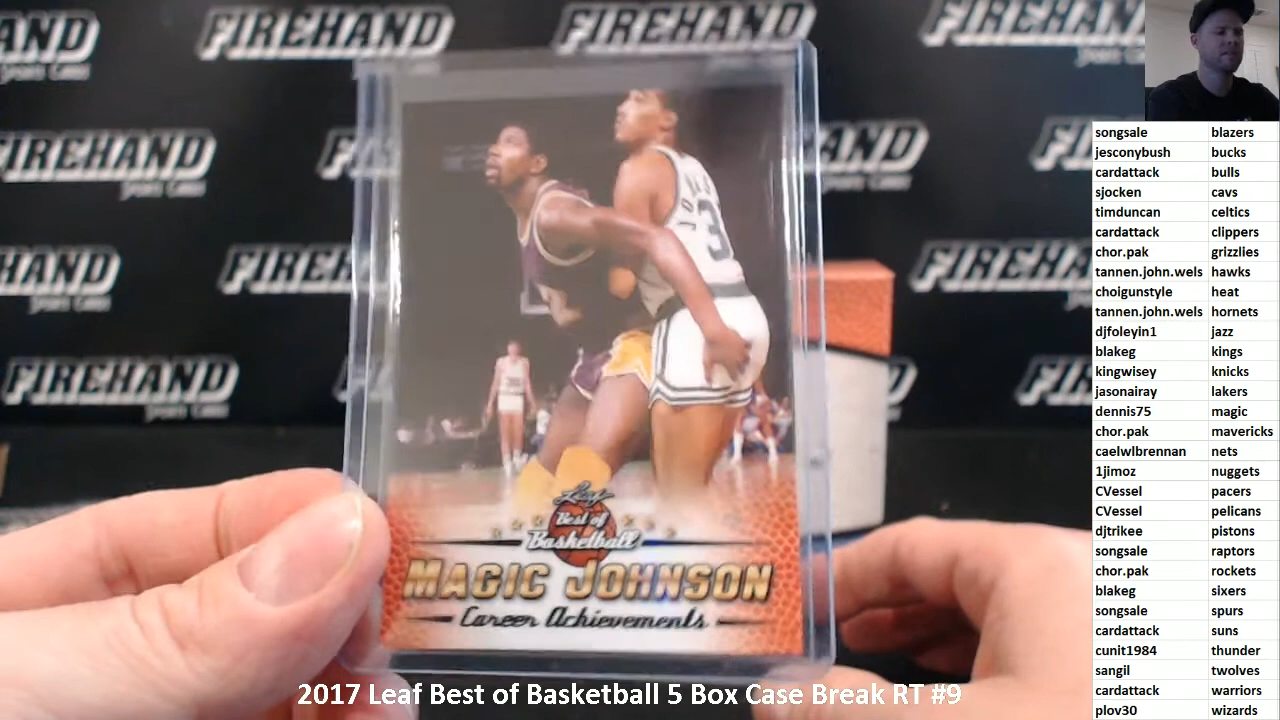 FIREHAND
FIREHAND
FIREHAND
songsale blazers
jesconybush bucks
cardattack bulls
sjocken cavs
timduncan celtics
cardattack clippers
chor.pak grizzlies
tannen.john.wels hawks
choigunstyle heat
tannen.john.wels hornets
djfoleyin1 jazz
blakeg kings
kingwisey knicks
jasonairay lakers
dennis75 magic
chor.pak mavericks
caelwlbrennan nets
1jimoz nuggets
CVessel pacers
CVessel pelicans
djtrikee pistons
songsale raptors
chor.pak rockets
blakeg sixers
songsale spurs
cardattack suns
cunit1984 thunder
sangil twolves
cardattack warriors
plov30 wizards
Leaf
Best of
Basketball
MAGIC JOHNSON
Career Achievements
2017 Leaf Best of Basketball 5 Box Case Break RT #9